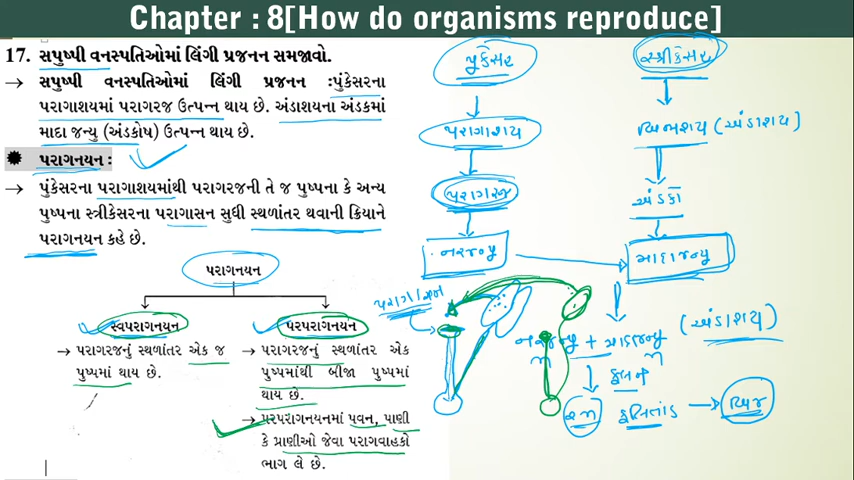 Chapter : 8[How do organisms reproduce]
17. સપુષ્પી વનસ્પતિઓમાં લિંગી પ્રજનન સમજાવો.
→ સપુષ્પી વનસ્પતિઓમાં લિંગી પ્રજનન : પુંકેસરના
પરાગાશયમાં પરાગરજ ઉત્પન્ન થાય છે. અંડાશયના અંડકમાં
માદા જન્યુ (અંડકોષ) ઉત્પન્ન થાય છે.
પરાગનયન :
→ પુંકેસરના પરાગાશયમાંથી પરાગરજની તે જ પુષ્પના કે અન્ય
પુષ્પના સ્ત્રીકેસરના પરાગાસન સુધી સ્થળાંતર થવાની ક્રિયાને
પરાગનયન કહે છે.
પરાગનયન
સ્વપરાગનયન
→ પરાગરજનું સ્થળાંતર એક જ
પુષ્પમાં થાય છે.
પરપરાગનયન
→ પરાગરજનું સ્થળાંતર એક
પુષ્પમાંથી બીજા પુષ્પમાં
થાય છે.
→ પરપરાગનયનમાં પવન, પાણી
કે પ્રાણીઓ જેવા પરાગવાહકો
ભાગ લે છે.
પુંકેસર
પરાગાશય
પરાગરજ
નરજન્યુ
પરાગાસન
સ્ત્રીકેસર
(અંડાશય)
અંડકો
માદાજન્યુ
નરજન્યુ + માદાજન્યુ (અંડાશય)
ફલન